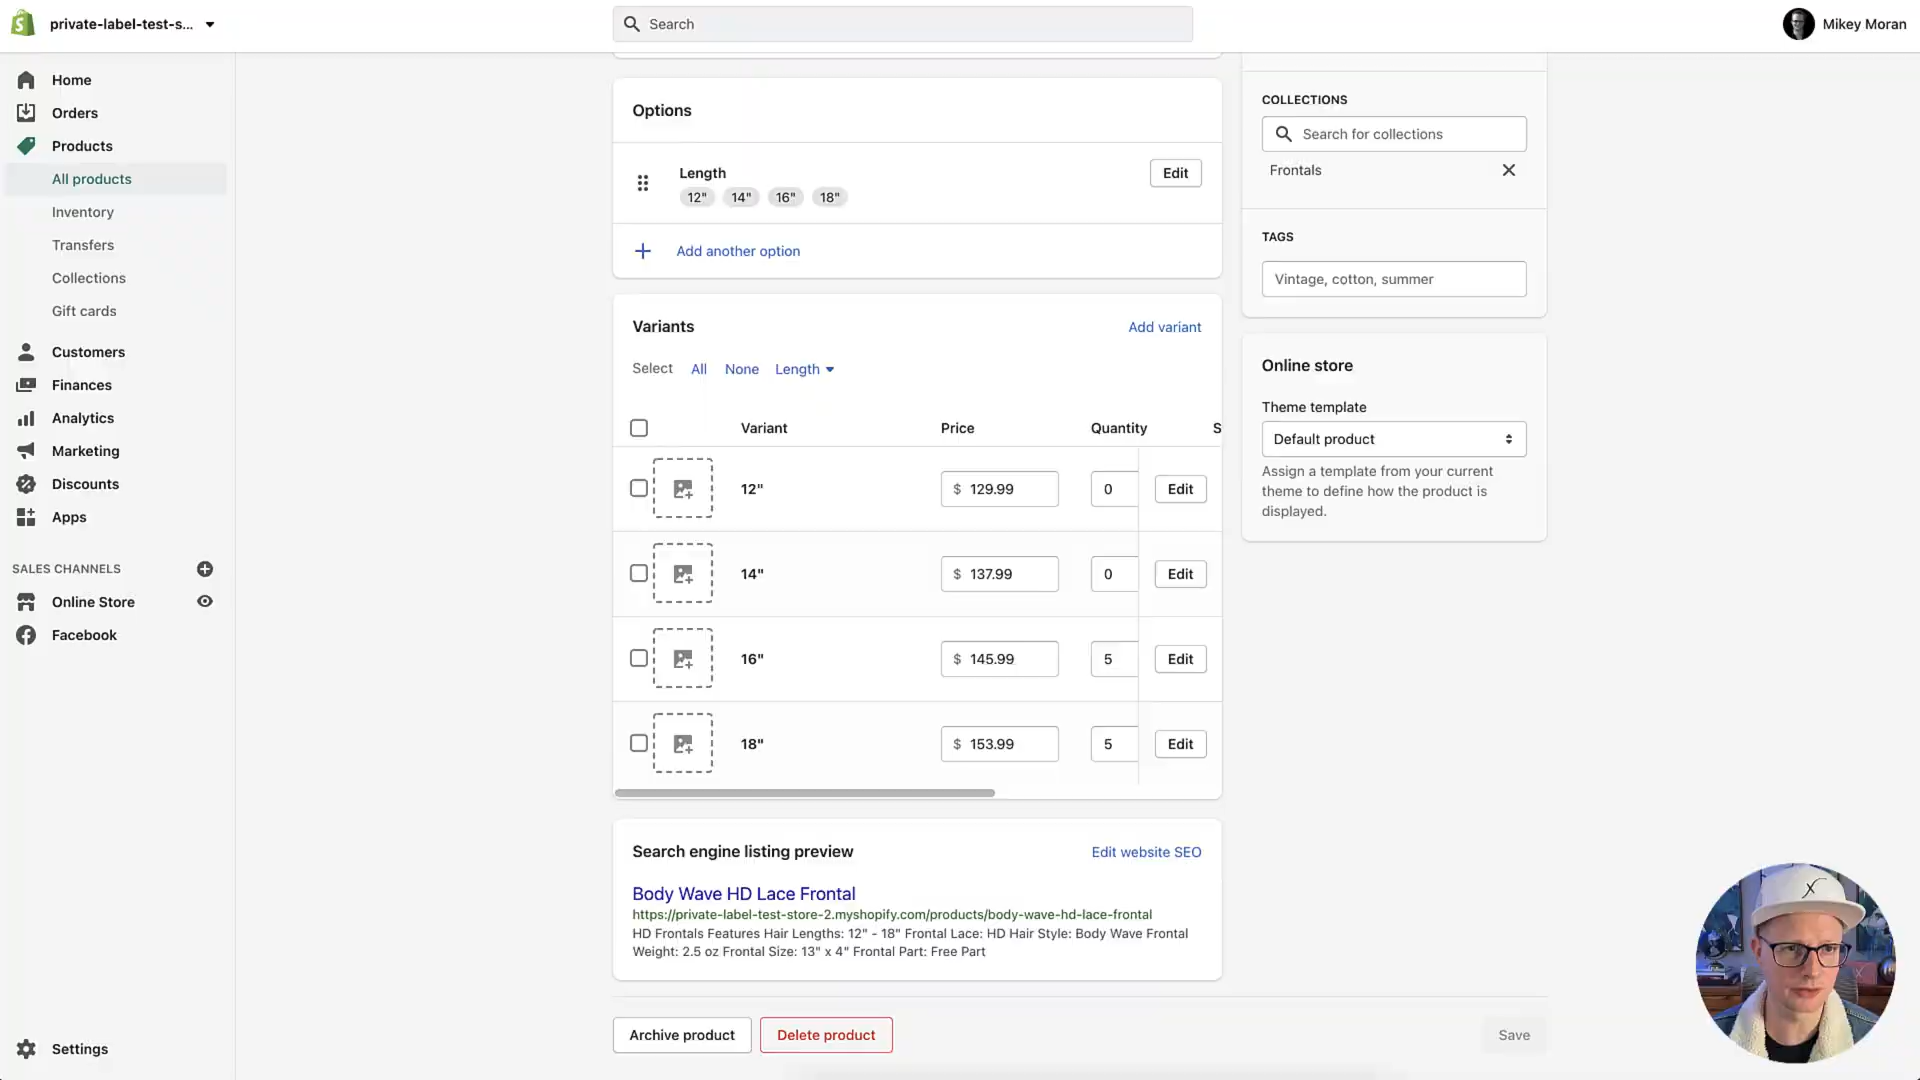 private-label-test-s...
Search
Mikey Moran
Home
Orders
Products
All products
Inventory
Transfers
Collections
Gift cards
Customers
Finances
Analytics
Marketing
Discounts
Apps
SALES CHANNELS
Online Store
Facebook
Settings
Options
Length
Edit
12" 14" 16" 18"
Add another option
Variants
Add variant
Select All None Length
Variant Price Quantity S
12" $ 129.99 0 Edit
14" $ 137.99 0 Edit
16" $ 145.99 5 Edit
18" $ 153.99 5 Edit
Search engine listing preview
Edit website SEO
Body Wave HD Lace Frontal
https://private-label-test-store-2.myshopify.com/products/body-wave-hd-lace-frontal
HD Frontals Features Hair Lengths: 12" - 18" Frontal Lace: HD Hair Style: Body Wave Frontal
Weight: 2.5 oz Frontal Size: 13" x 4" Frontal Part: Free Part
Archive product
Delete product
Save
COLLECTIONS
Search for collections
Frontals
TAGS
Vintage, cotton, summer
Online store
Theme template
Default product
Assign a template from your current
theme to define how the product is
displayed.